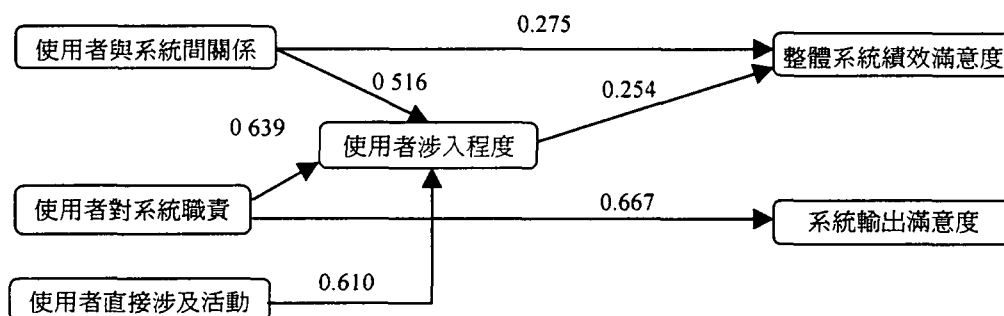 0.275
使用者與系統間關係
整體系統績效滿意度
0 516
0.254
0 639
使用者涉入程度
使用者對系統職責
0.667
系統輸出滿意度
0.610
使用者直接涉及活動